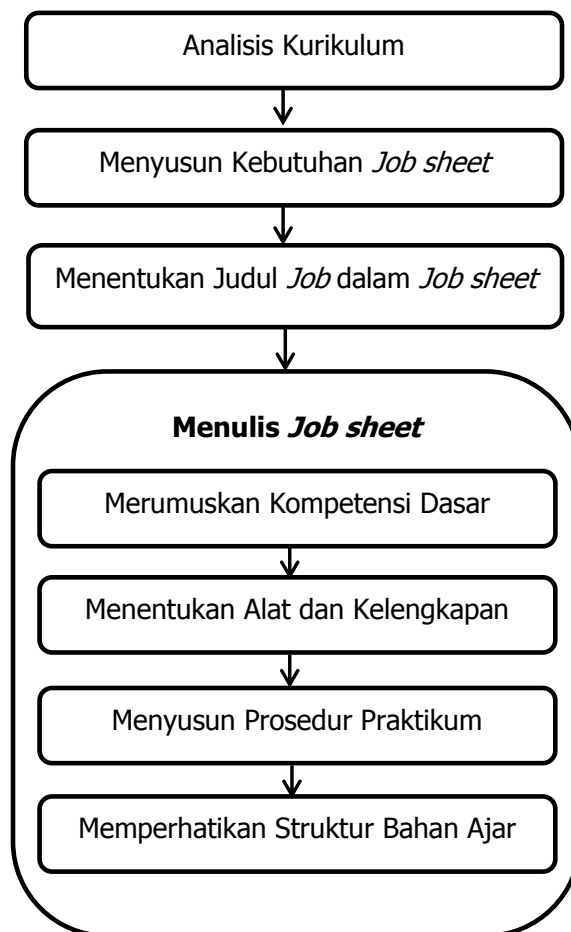 Analisis Kurikulum
Menyusun Kebutuhan Job sheet
Menentukan Judul Job dalam Job sheet
Menulis Job sheet
Merumuskan Kompetensi Dasar
Menentukan Alat dan Kelengkapan
Menyusun Prosedur Praktikum
Memperhatikan Struktur Bahan Ajar